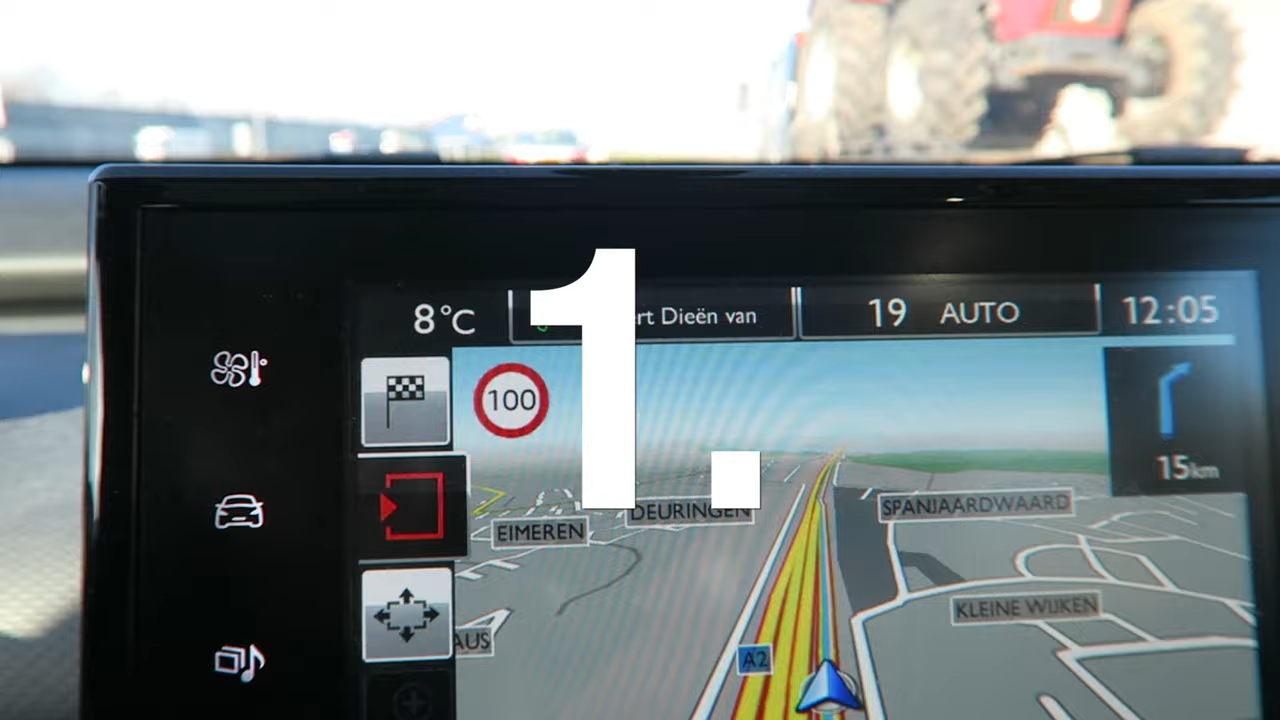 1.
8°C
rt Dieën van
19 AUTO
12:05
100
15km
EIMEREN
DEURINGEN
SPANJAARDWAARD
KLEINE WIJKEN
AUS
A2